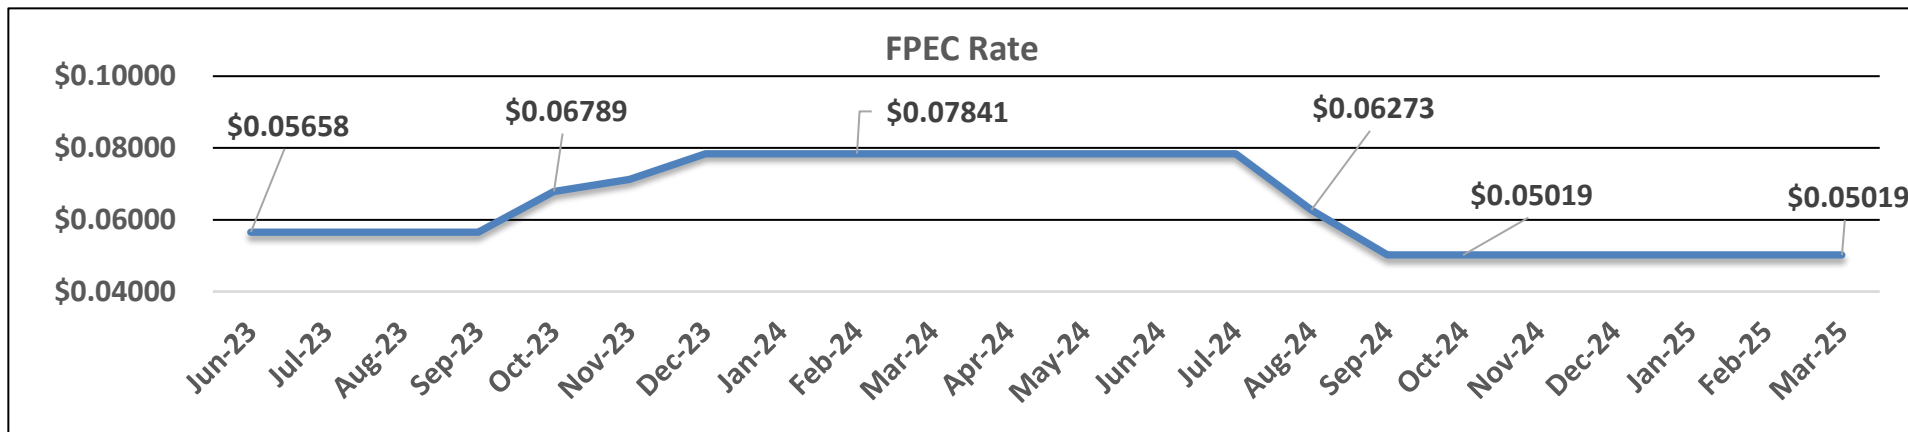 FPEC Rate
$0.10000
$0.08000
$0.06000
$0.04000
$0.05658
$0.06789
$0.07841
$0.06273
$0.05019
$0.05019
Jun-23
Jul-23
Aug-23
Sep-23
Oct-23
Nov-23
Dec-23
Jan-24
Feb-24
Mar-24
Apr-24
May-24
Jun-24
Jul-24
Aug-24
Sep-24
Oct-24
Nov-24
Dec-24
Jan-25
Feb-25
Mar-25